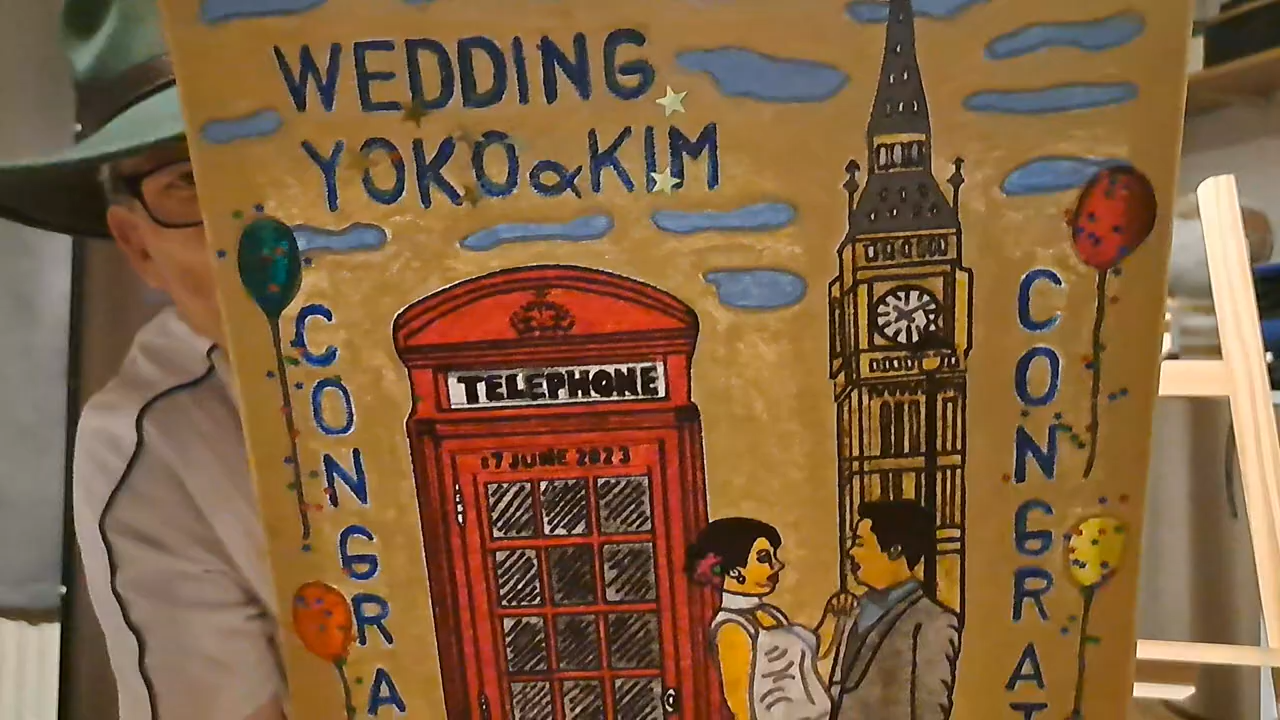 WEDDING
YOKO & KIM
TELEPHONE
17 JUNE 2023
CONGRA
CONGRAT